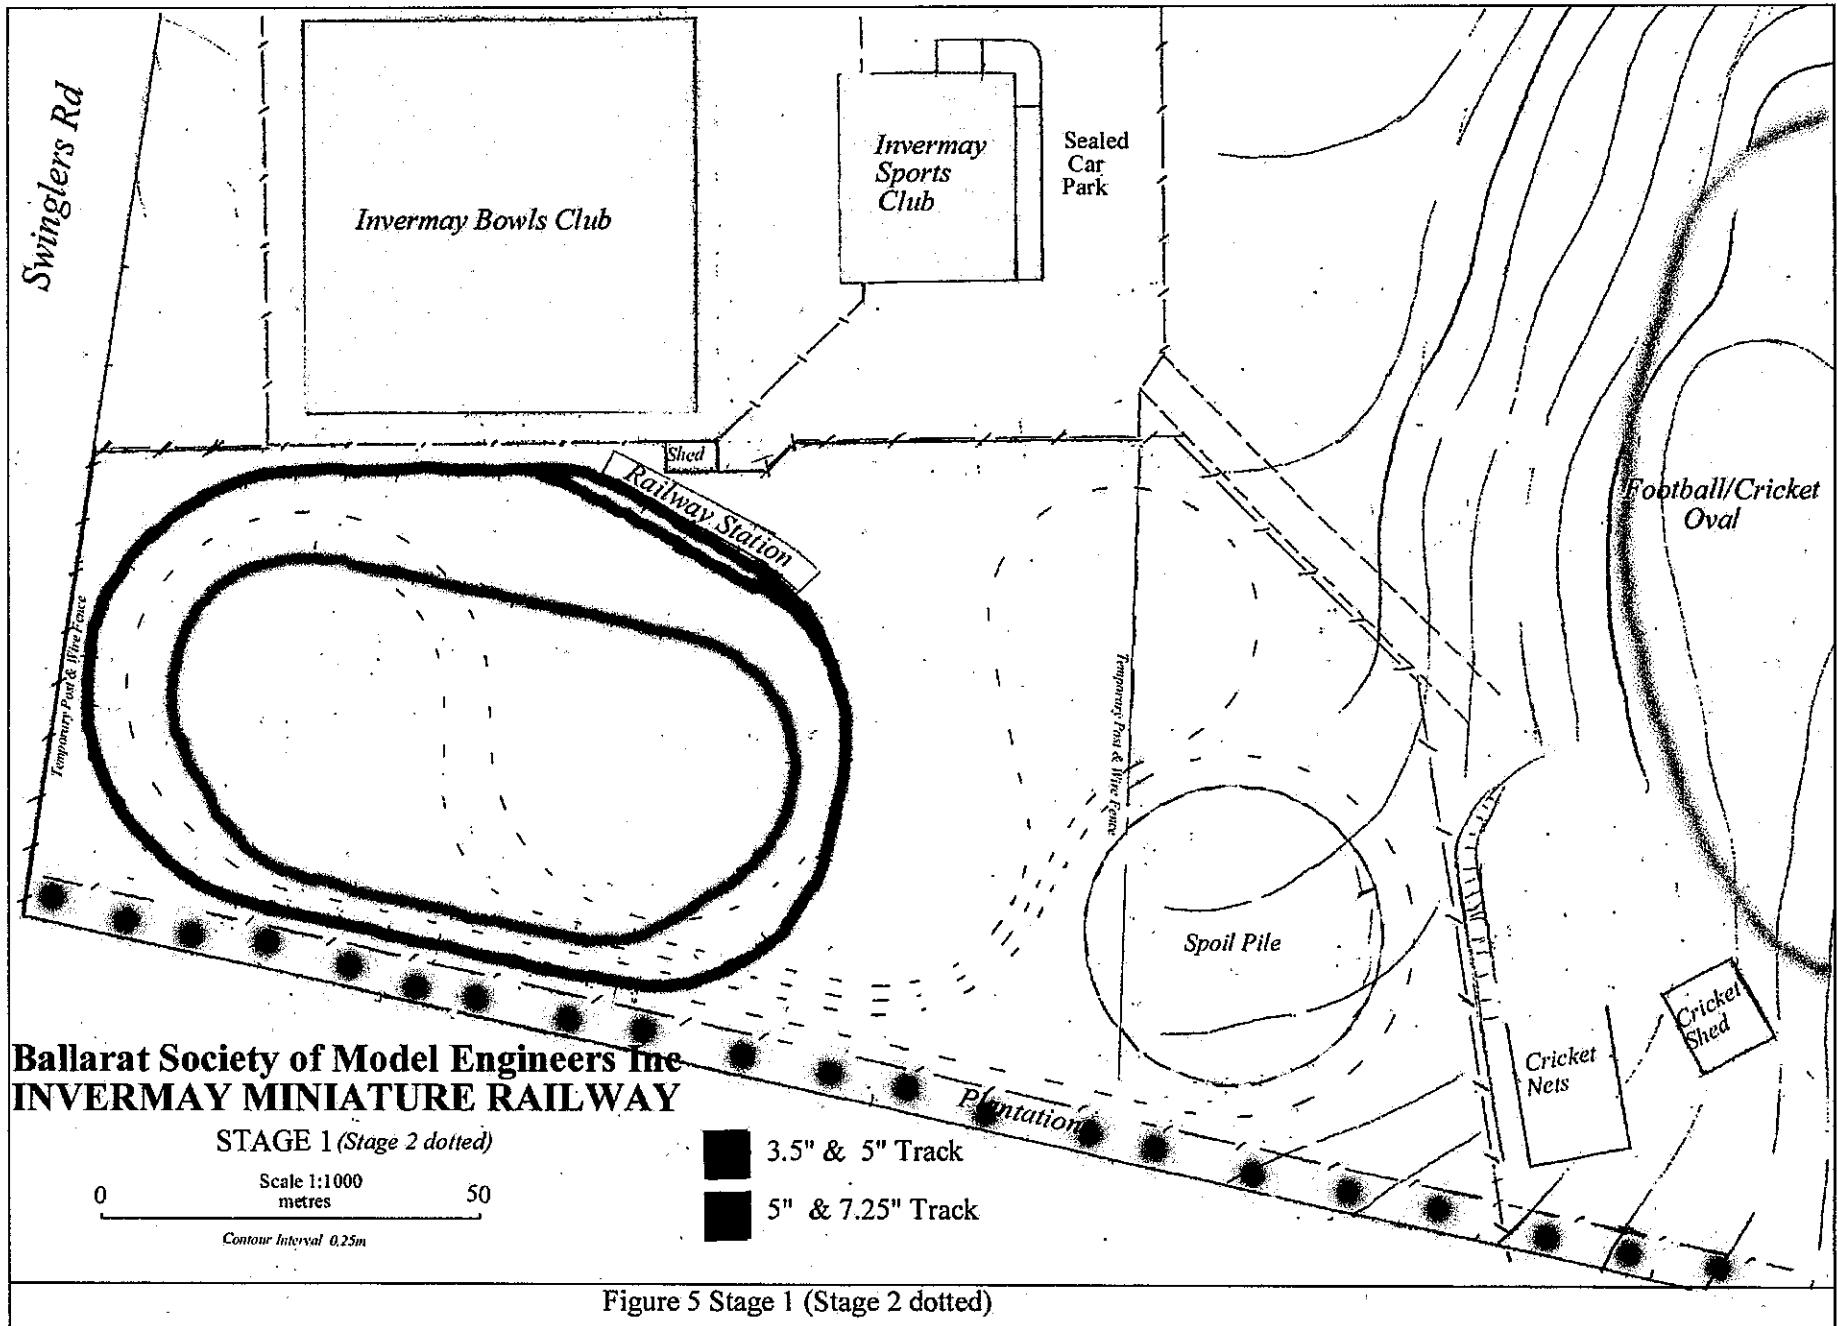 Swinglers Rd
Invermay Bowls Club
Invermay
Sports
Club
Sealed
Car
Park
Shed
Railway Station
Football/Cricket
Oval
Temporary Post & Wire Fence
Temporary Post & Wire Fence
Spoil Pile
Cricket
Shed
Cricket
Nets
Plantation
Ballarat Society of Model Engineers Inc
INVERMAY MINIATURE RAILWAY
STAGE 1 (Stage 2 dotted)
Scale 1:1000
metres
0 50
Contour Interval 0.25m
3.5" & 5" Track
5" & 7.25" Track
Figure 5 Stage 1 (Stage 2 dotted)